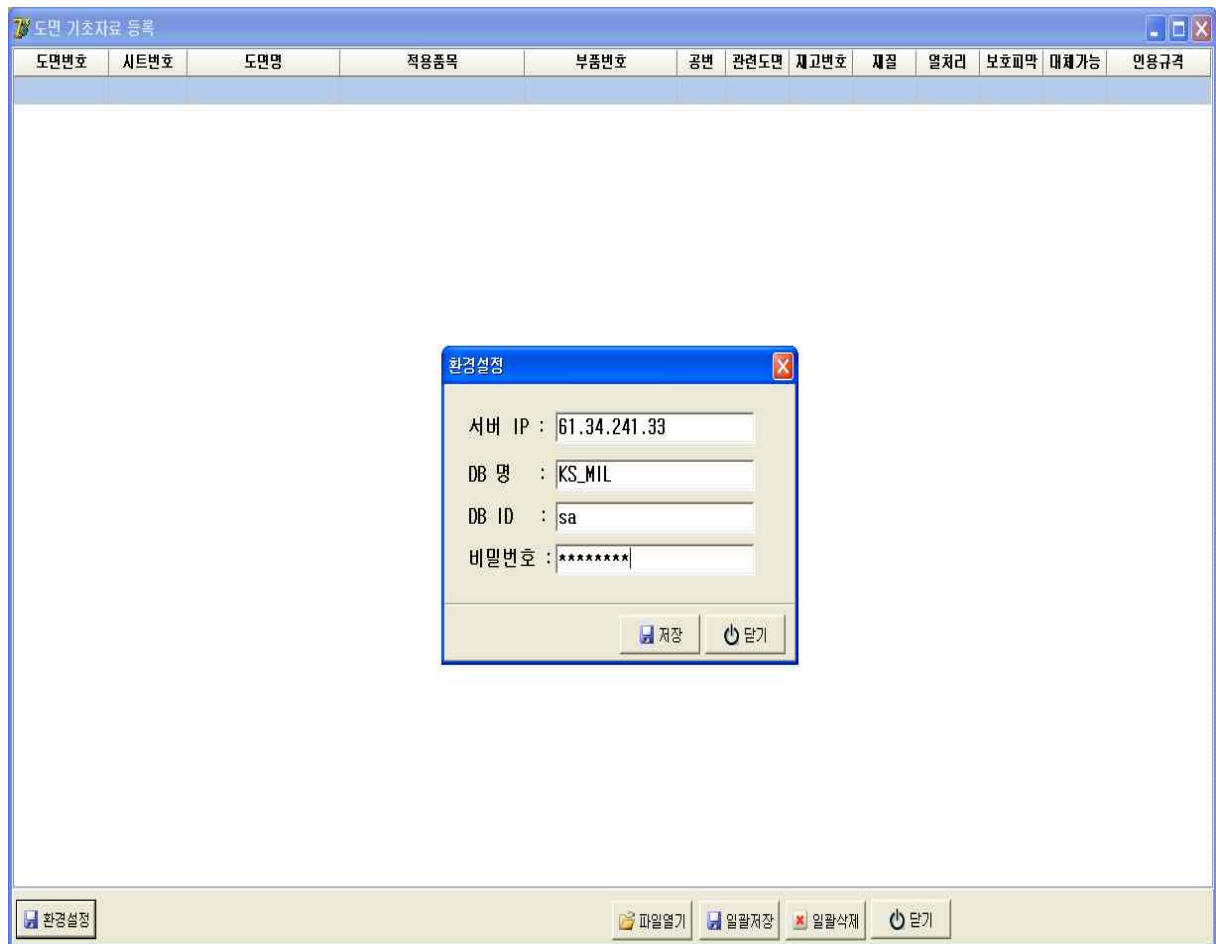 도면 기초자료 등록
도면번호 시트번호 도면명 적용품목 부품번호 공번 관련도면 재고번호 재질 열처리 보호피막 대체가능 인용규격
환경설정
서버 IP : 61.34.241.33
DB 명 : KS_MIL
DB ID : sa
비밀번호 : ********
저장 닫기
환경설정 파일열기 일괄저장 일괄삭제 닫기